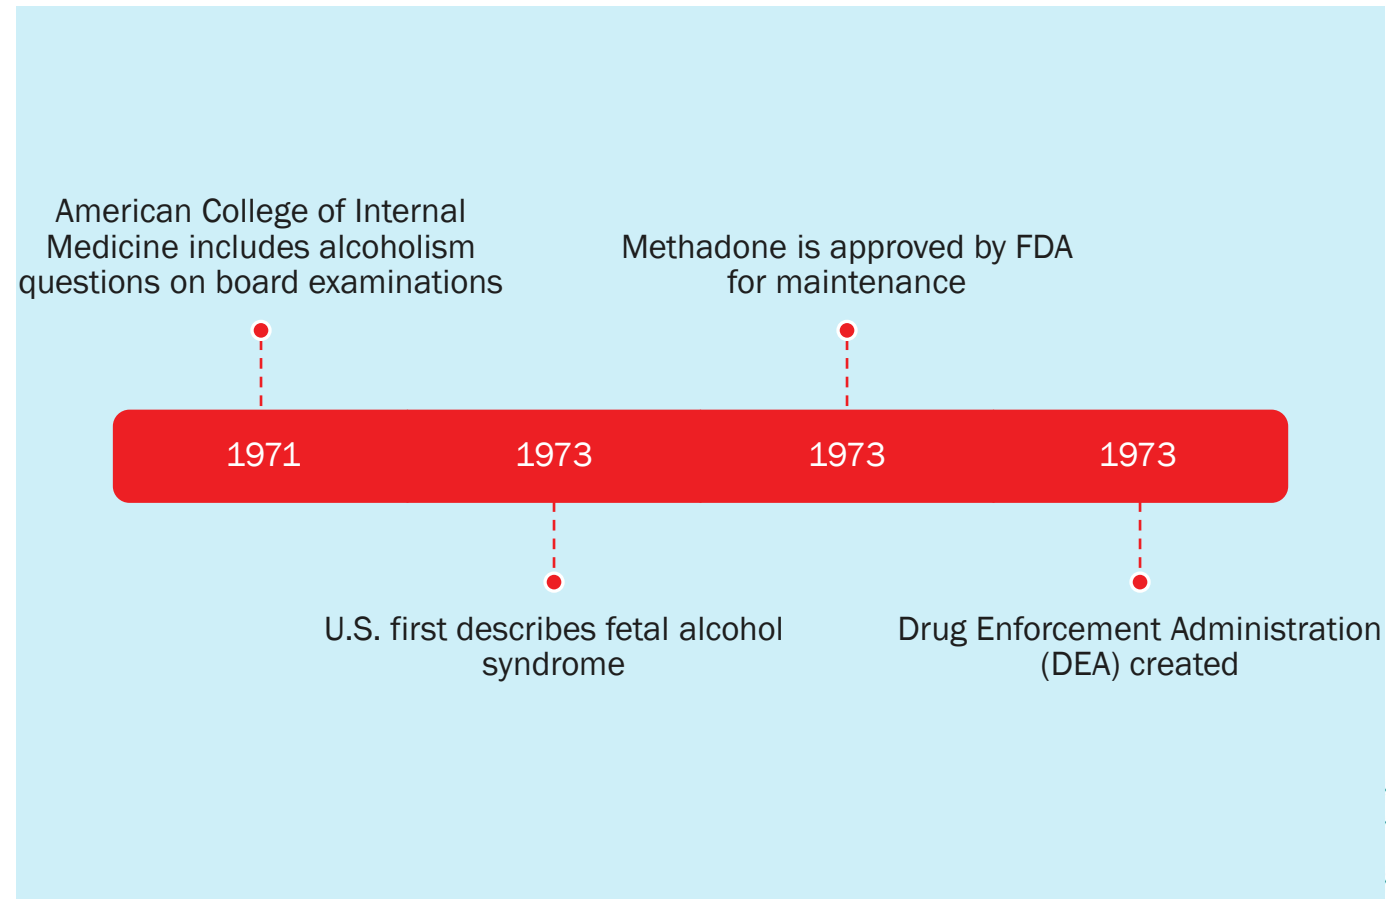 American College of Internal
Medicine includes alcoholism
questions on board examinations
Methadone is approved by FDA
for maintenance
1971
1973
1973
1973
U.S. first describes fetal alcohol
syndrome
Drug Enforcement Administration
(DEA) created